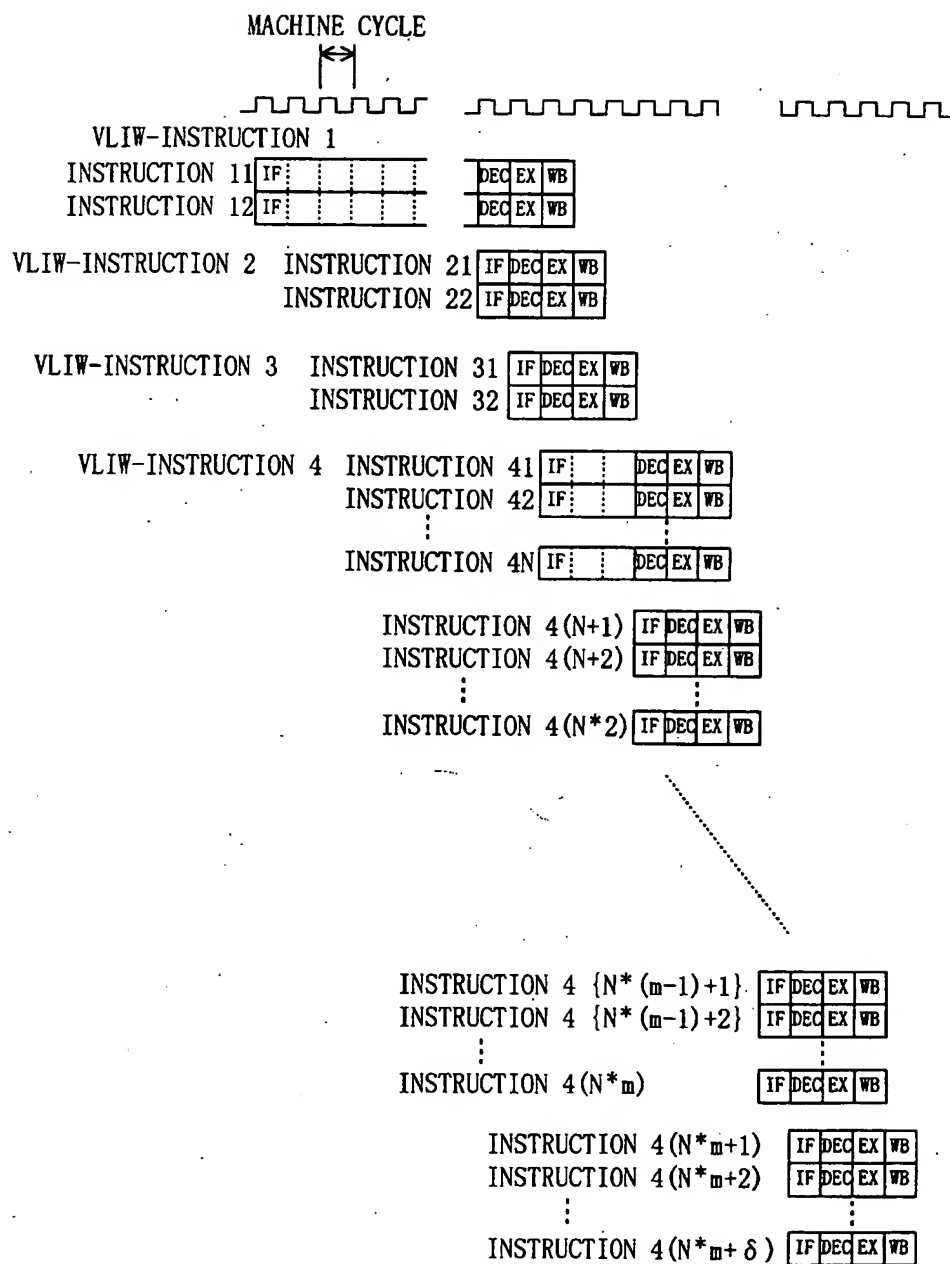 MACHINE CYCLE
VLIW-INSTRUCTION 1
INSTRUCTION 11 IF DEC EX WB
INSTRUCTION 12 IF DEC EX WB
VLIW-INSTRUCTION 2 INSTRUCTION 21 IF DEC EX WB
INSTRUCTION 22 IF DEC EX WB
VLIW-INSTRUCTION 3 INSTRUCTION 31 IF DEC EX WB
INSTRUCTION 32 IF DEC EX WB
VLIW-INSTRUCTION 4 INSTRUCTION 41 IF DEC EX WB
INSTRUCTION 42 IF DEC EX WB
INSTRUCTION 4N IF DEC EX WB
INSTRUCTION 4(N+1) IF DEC EX WB
INSTRUCTION 4(N+2) IF DEC EX WB
INSTRUCTION 4(N*2) IF DEC EX WB
INSTRUCTION 4 {N*(m-1)+1} IF DEC EX WB
INSTRUCTION 4 {N*(m-1)+2} IF DEC EX WB
INSTRUCTION 4(N*m) IF DEC EX WB
INSTRUCTION 4(N*m+1) IF DEC EX WB
INSTRUCTION 4(N*m+2) IF DEC EX WB
INSTRUCTION 4(N*m+δ) IF DEC EX WB